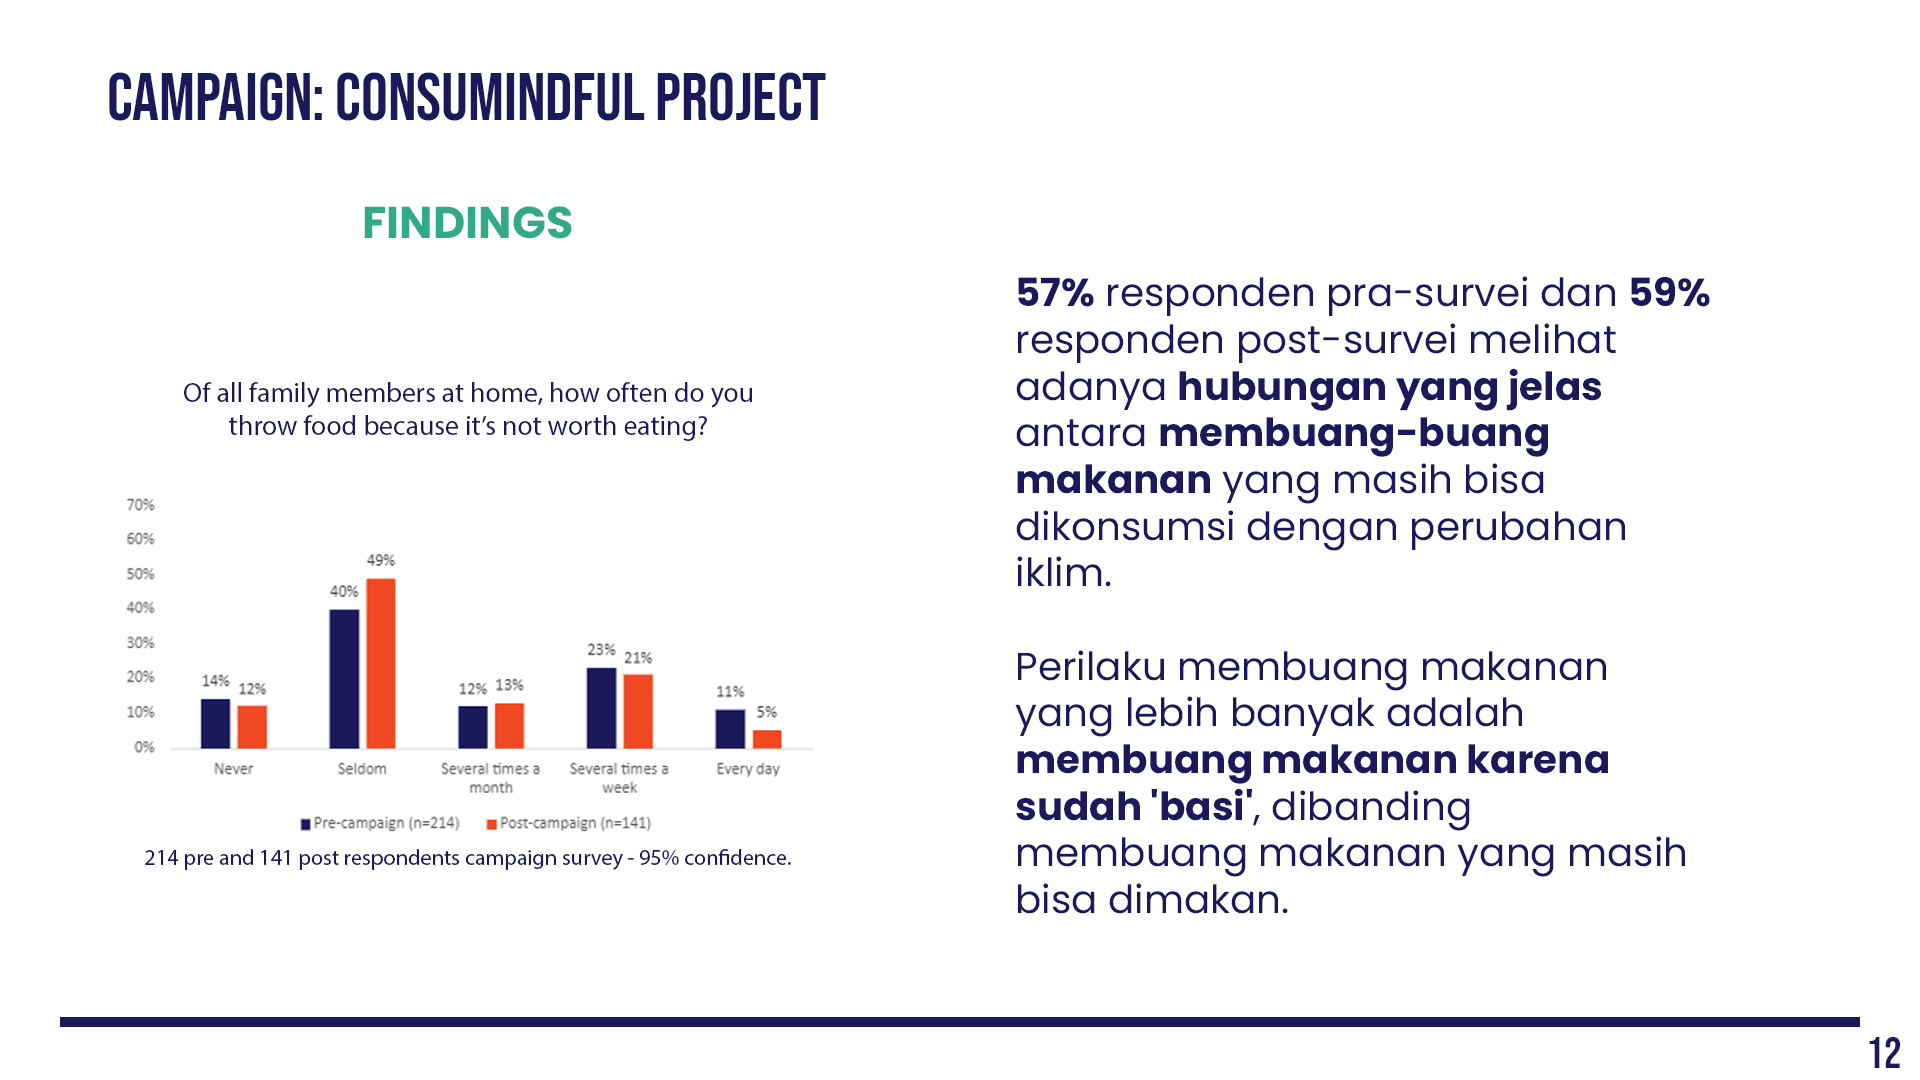 CAMPAIGN: CONSUMINDFUL PROJECT
FINDINGS
Of all family members at home, how often do you
throw food because it's not worth eating?
70%
60%
50%
40%
30%
20%
10%
0%
14%
12%
40%
49%
12%
13%
23%
21%
11%
5%
Never
Seldom
Several times a
month
Several times a
week
Every day
Pre-campaign (n=214)
Post-campaign (n=141)
214 pre and 141 post respondents campaign survey - 95% confidence.
57% responden pra-survei dan 59%
responden post-survei melihat
adanya hubungan yang jelas
antara membuang-buang
makanan yang masih bisa
dikonsumsi dengan perubahan
iklim.
Perilaku membuang makanan
yang lebih banyak adalah
membuang makanan karena
sudah 'basi', dibanding
membuang makanan yang masih
bisa dimakan.
12